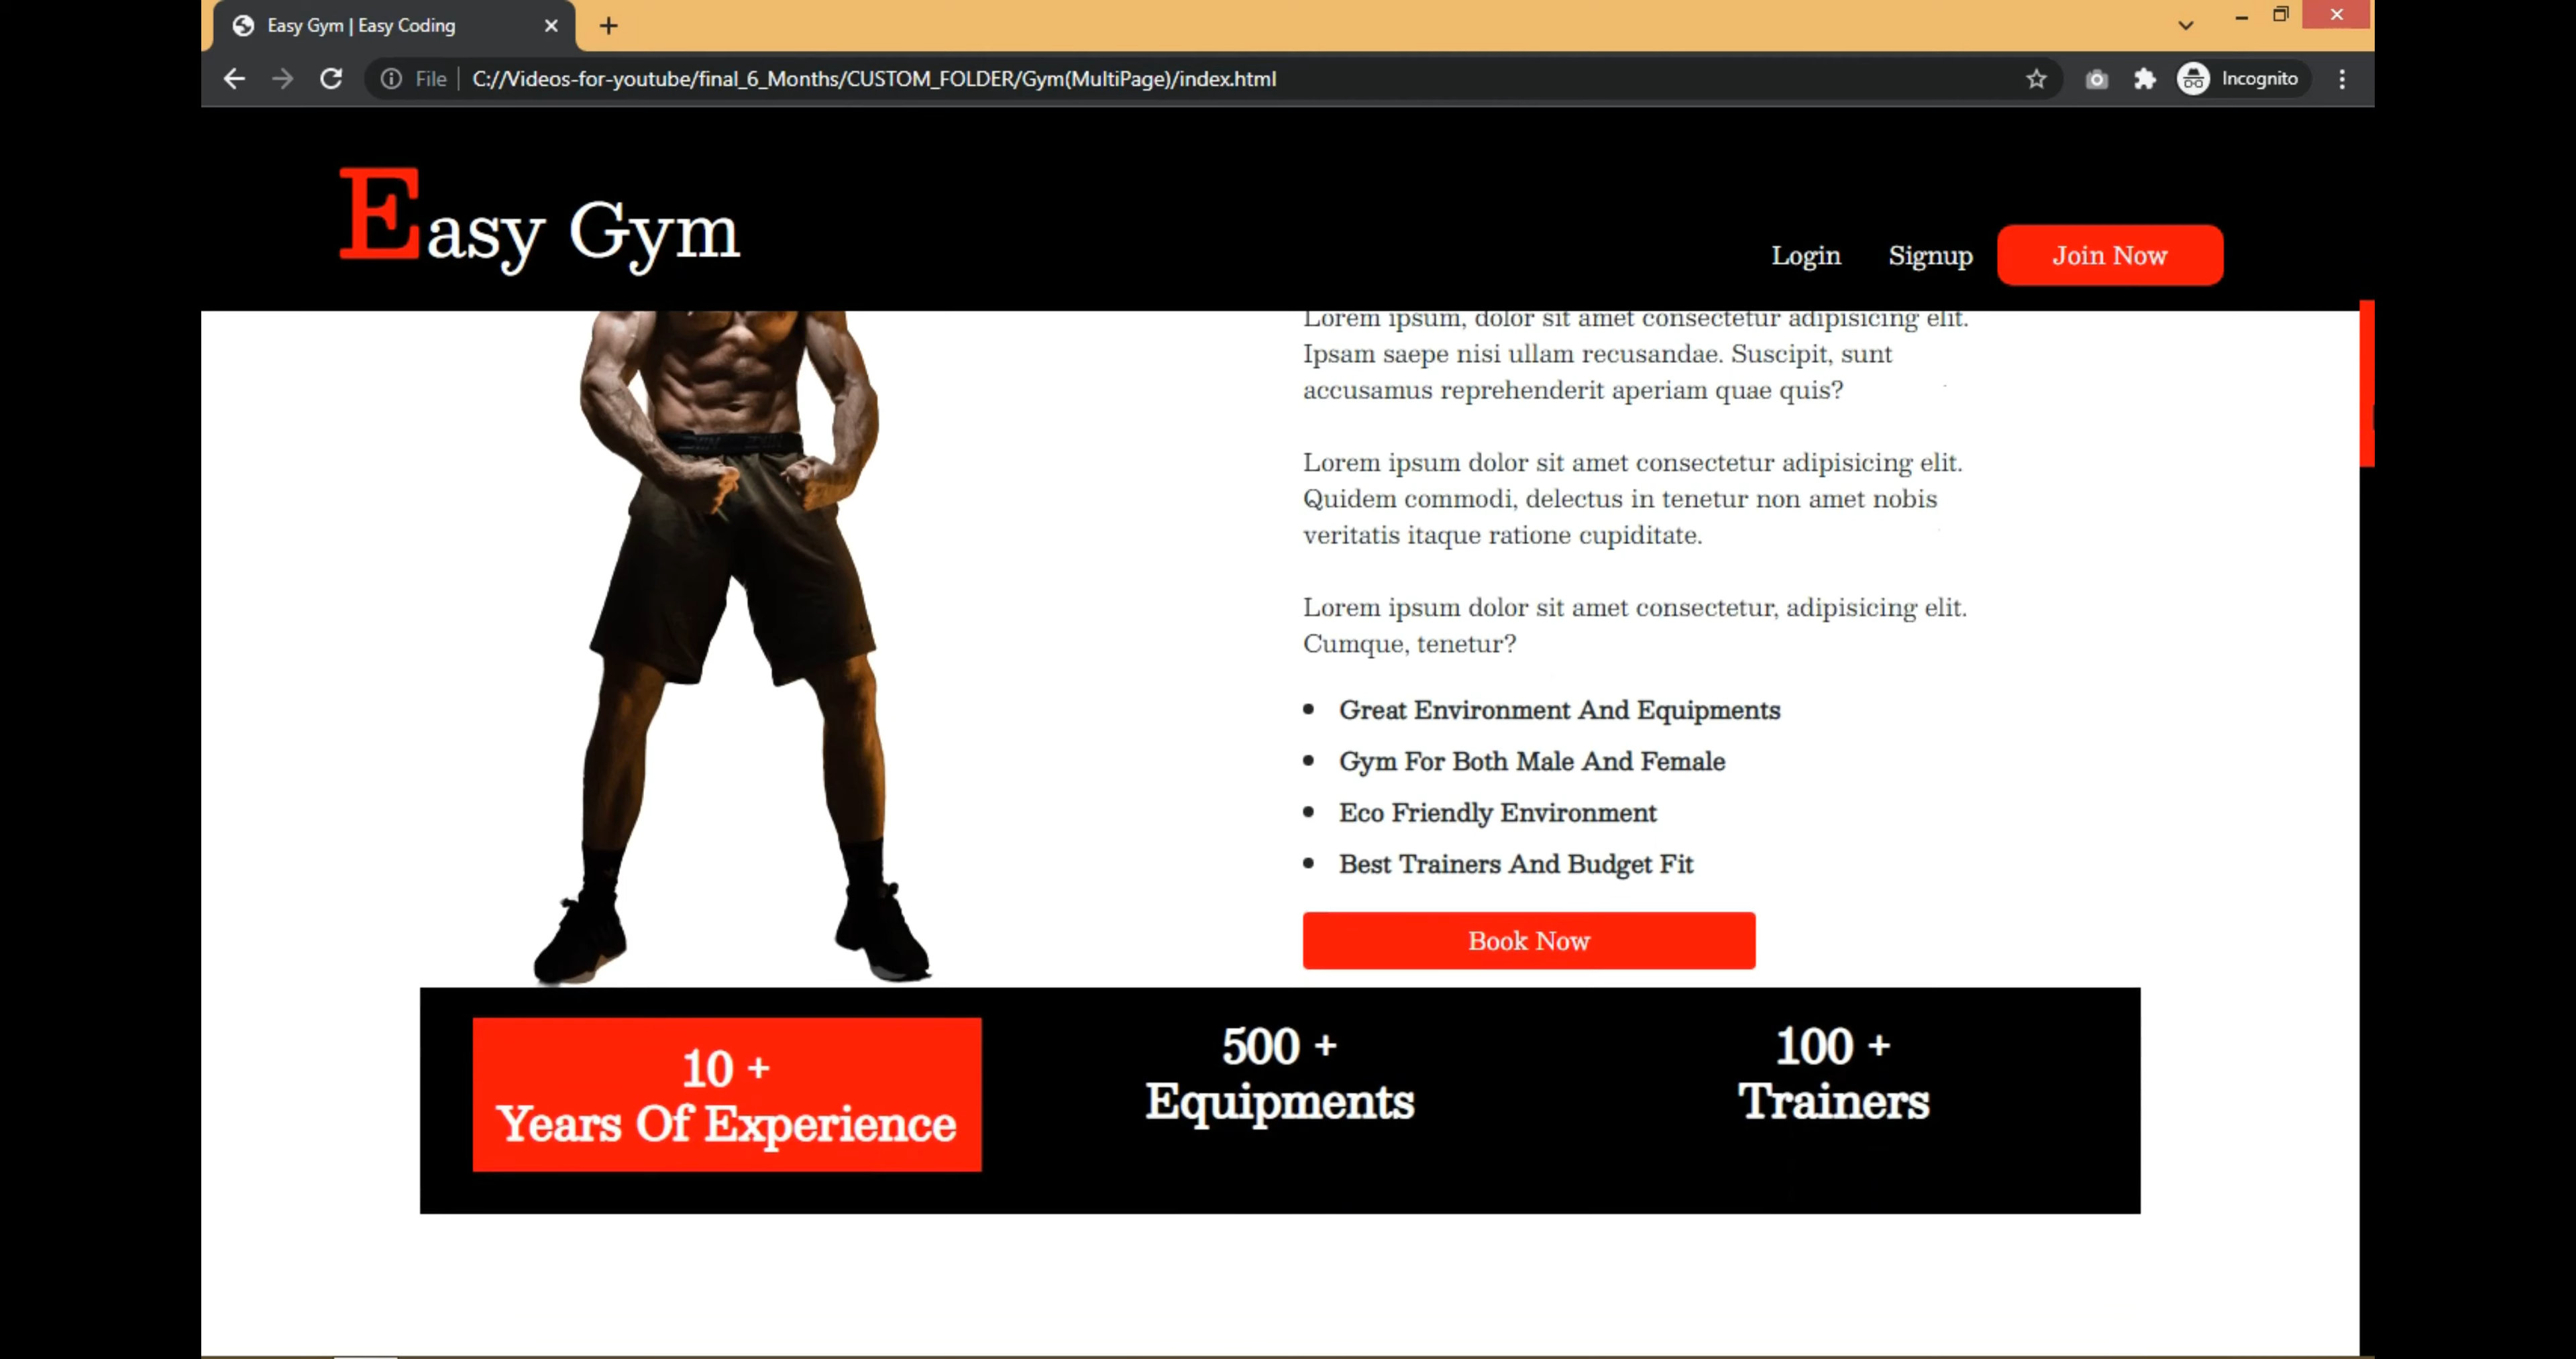 Easy Gym | Easy Coding
File
C://Videos-for-youtube/final_6_Months/CUSTOM_FOLDER/Gym(MultiPage)/index.html
Incognito
Easy Gym
Login
Signup
Join Now
Lorem ipsum, dolor sit amet consectetur adipisicing elit.
Ipsam saepe nisi ullam recusandae. Suscipit, sunt
accusamus reprehenderit aperiam quae quis?
Lorem ipsum dolor sit amet consectetur adipisicing elit.
Quidem commodi, delectus in tenetur non amet nobis
veritatis itaque ratione cupiditate.
Lorem ipsum dolor sit amet consectetur, adipisicing elit.
Cumque, tenetur?
Great Environment And Equipments
Gym For Both Male And Female
Eco Friendly Environment
Best Trainers And Budget Fit
Book Now
10 +
Years Of Experience
500 +
Equipments
100 +
Trainers